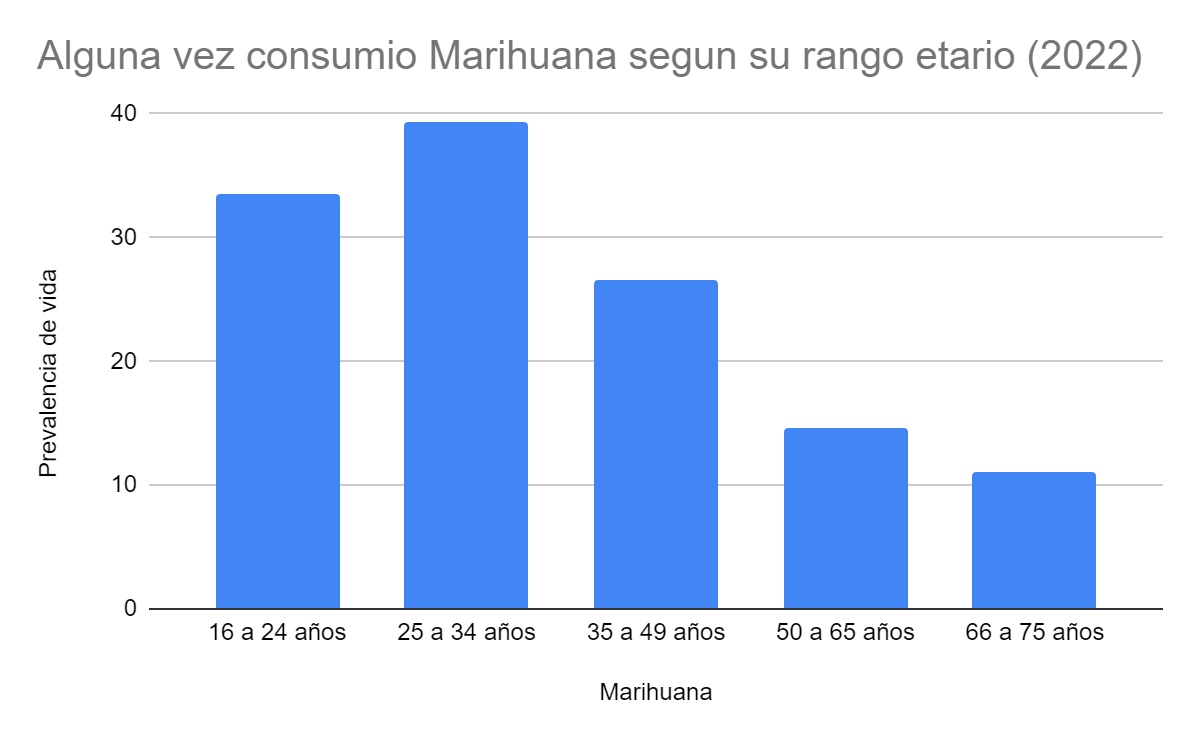 Alguna vez consumio Marihuana segun su rango etario (2022)
Prevalencia de vida
40
30
20
10
0
16 a 24 años
25 a 34 años
35 a 49 años
50 a 65 años
66 a 75 años
Marihuana